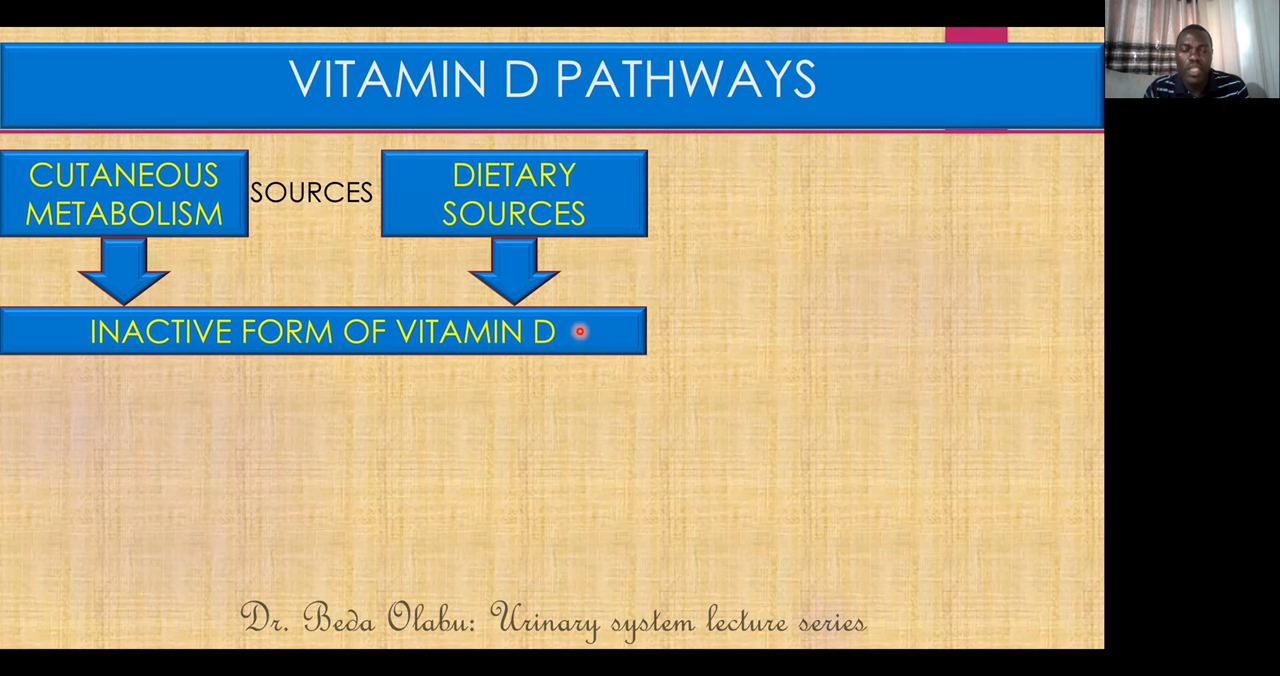 VITAMIN D PATHWAYS
CUTANEOUS
METABOLISM
SOURCES
DIETARY
SOURCES
INACTIVE FORM OF VITAMIN D
Dr. Beda Olabu: Urinary system lecture series